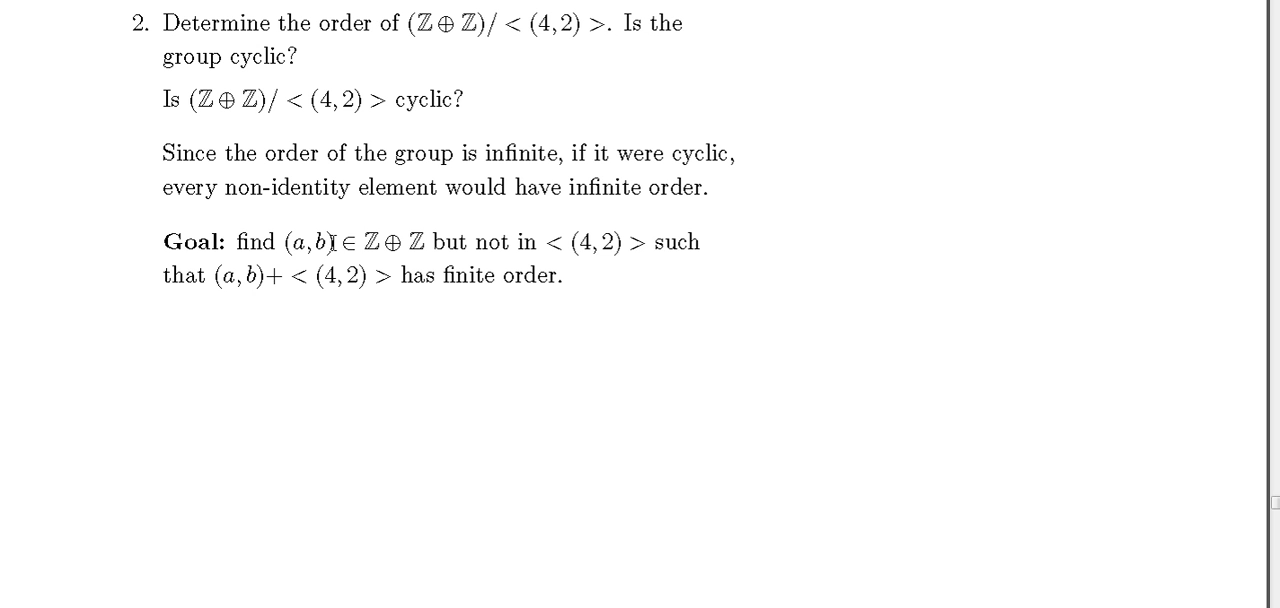 2. Determine the order of (ℤ ⊕ ℤ)/ < (4,2) >. Is the
group cyclic?
Is (ℤ ⊕ ℤ)/ < (4,2) > cyclic?
Since the order of the group is infinite, if it were cyclic,
every non-identity element would have infinite order.
Goal: find (a,b) ∈ ℤ ⊕ ℤ but not in < (4,2) > such
that (a,b)+ < (4,2) > has finite order.